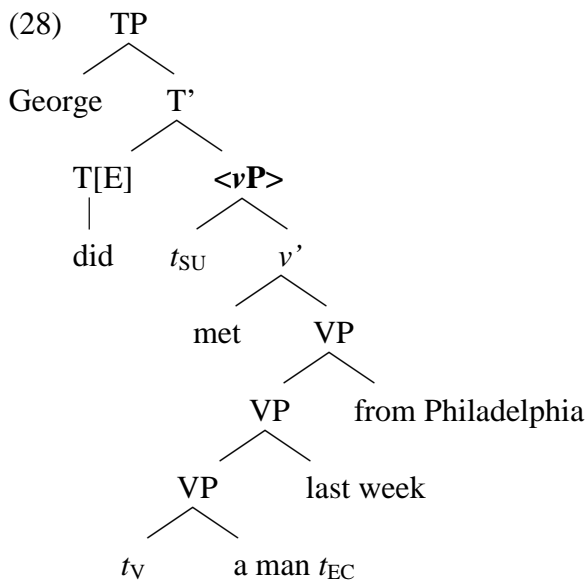 (28) TP
George T’
T[E] <vP>
did tSU v’
met VP
VP from Philadelphia
VP last week
tV a man tEC